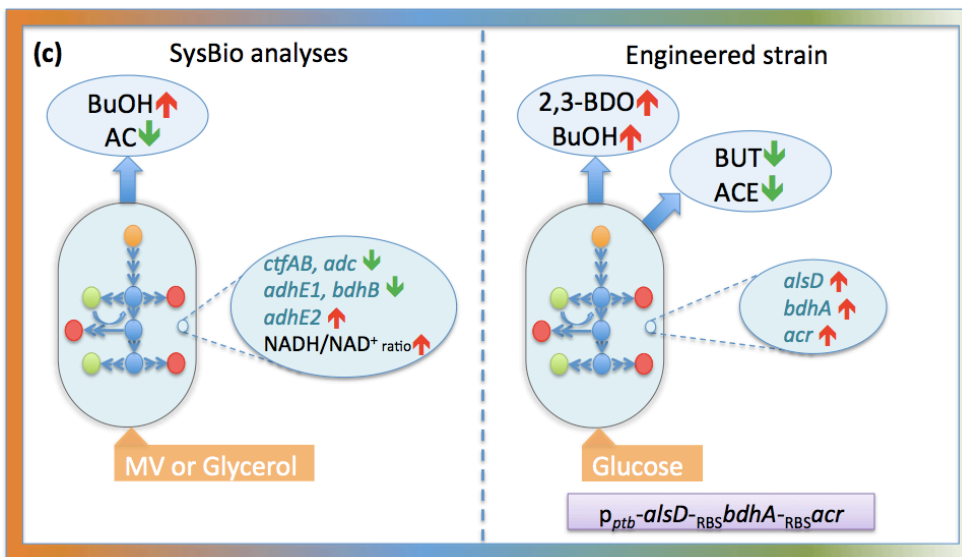 (c)
SysBio analyses
BuOH
AC
ctfAB, adc
adhE1, bdhB
adhE2
NADH/NAD+ ratio
MV or Glycerol
Engineered strain
2,3-BDO
BuOH
BUT
ACE
alsD
bdhA
acr
Glucose
pptb-alsD-RBSbdhA-RBSacr